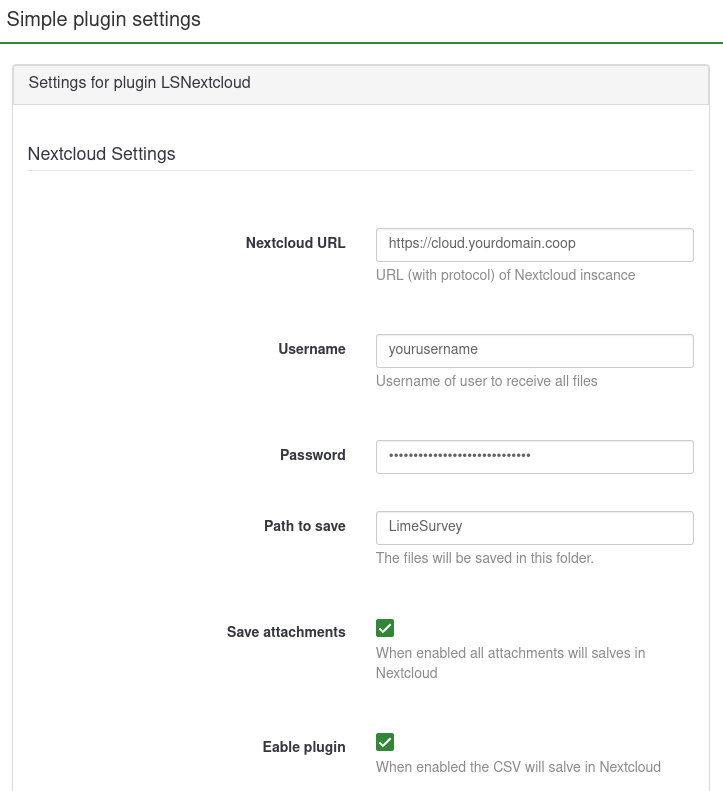 Simple plugin settings
Settings for plugin LSNextcloud
Nextcloud Settings
Nextcloud URL
https://cloud.yourdomain.coop
URL (with protocol) of Nextcloud inscance
Username
yourusername
Username of user to receive all files
Password
•••••••••••••••••••••••••••••
Path to save
LimeSurvey
The files will be saved in this folder.
Save attachments
When enabled all attachments will salves in
Nextcloud
Eable plugin
When enabled the CSV will salve in Nextcloud